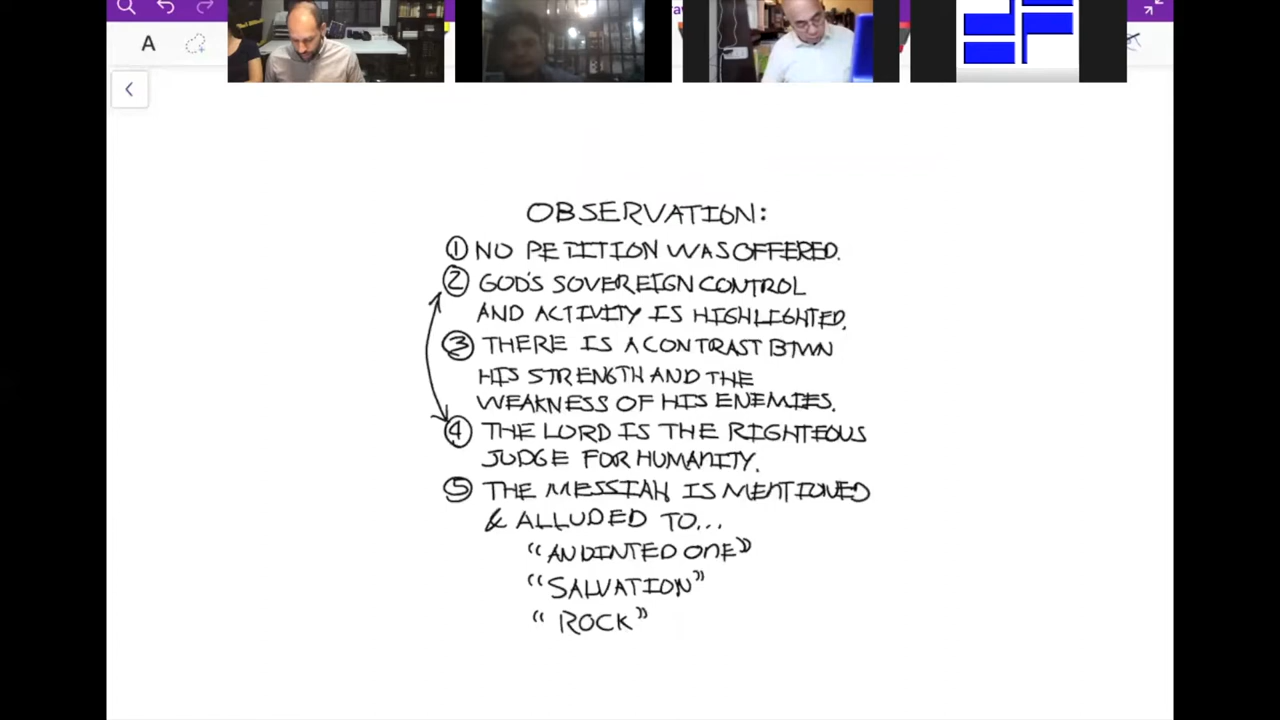 A
OBSERVATION:
① NO PETITION WAS OFFERED.
② GOD'S SOVEREIGN CONTROL
AND ACTIVITY IS HIGHLIGHTED.
③ THERE IS A CONTRAST BTWN
HIS STRENGTH AND THE
WEAKNESS OF HIS ENEMIES.
④ THE LORD IS THE RIGHTEOUS
JUDGE FOR HUMANITY.
⑤ THE MESSIAH IS MENTIONED
& ALLUDED TO...
"ANOINTED ONE"
"SALVATION"
"ROCK"